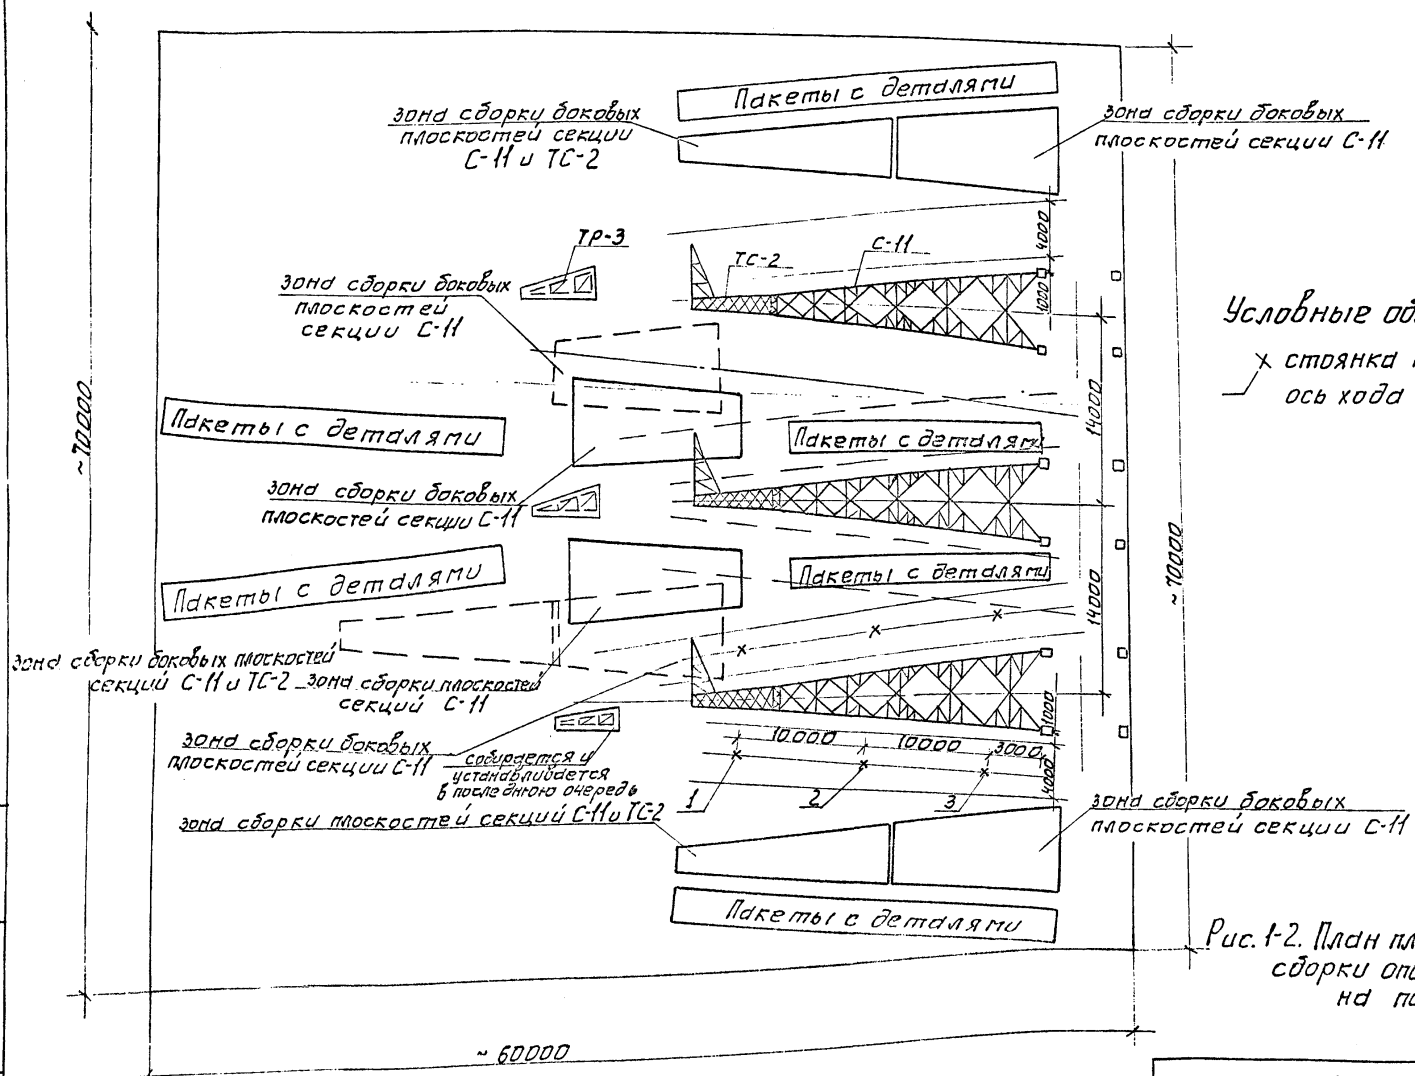 Пакеты с деталями
зона сборки боковых
плоскостей секции
С-11 и ТС-2
зона сборки боковых
плоскостей секции С-11
ТР-3
ТС-2
С-11
4000
1000
зона сборки боковых
плоскостей
секции С-11
Условные
х стоянка
ось хода
~70000
14000
Пакеты с деталями
Пакеты с деталями
зона сборки боковых
плоскостей секции С-11
Пакеты с деталями
Пакеты с деталями
14000
~70000
зона сборки боковых плоскостей
секций С-11 и ТС-2
зона сборки плоскостей
секций С-11
зона сборки боковых
плоскостей секции С-11
собирается и
устанавливается
в последнюю очередь
10000
10000
3000
1000
4000
1
2
3
зона сборки плоскостей секций С-11 и ТС-2
зона сборки боковых
плоскостей секции С-11
Пакеты с деталями
Рис. 1-2. План
сборки
на
~ 60000